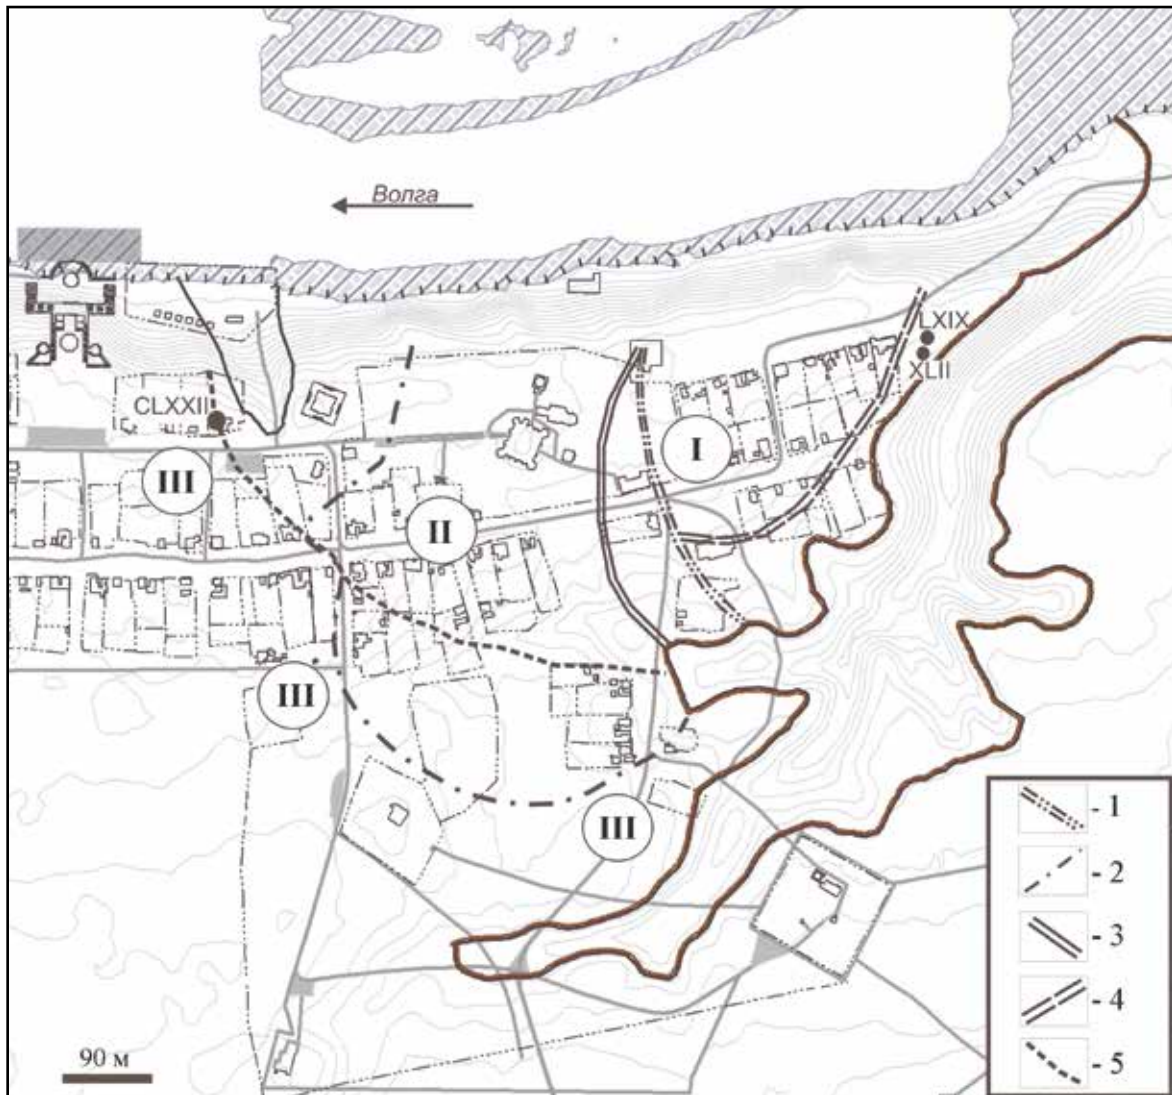 Волга
LXIX
XLII
CLXXII
I
III
II
III
III
- 1
- 2
- 3
- 4
- 5
90 м